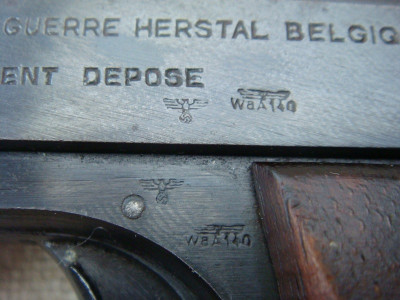 GUERRE HERSTAL BELGIQ
ENT DEPOSE
WaA140
WaA140